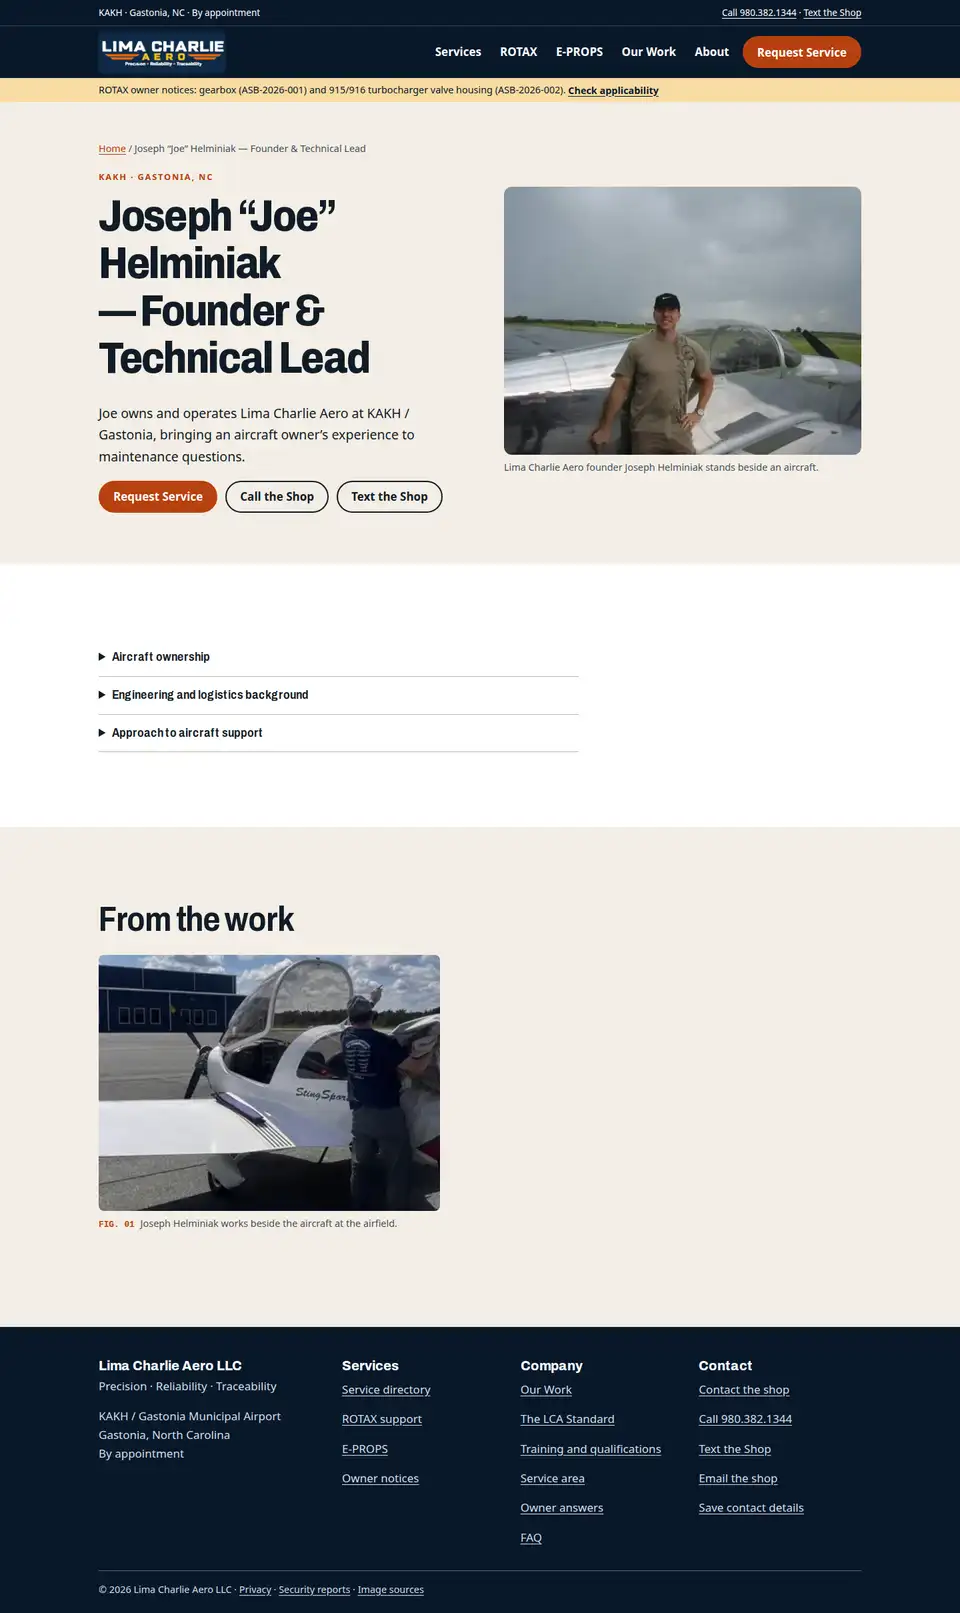 KAKH · Gastonia, NC · By appointment
Call 980.382.1344 · Text the Shop
LIMA CHARLIE
AERO
Precision • Reliability • Traceability
Services
ROTAX
E-PROPS
Our Work
About
Request Service
ROTAX owner notices: gearbox (ASB-2026-001) and 915/916 turbocharger valve housing (ASB-2026-002). Check applicability
Home / Joseph “Joe” Helminiak — Founder & Technical Lead
KAKH · GASTONIA, NC
Joseph “Joe”
Helminiak
— Founder &
Technical Lead
Joe owns and operates Lima Charlie Aero at KAKH /
Gastonia, bringing an aircraft owner’s experience to
maintenance questions.
Request Service
Call the Shop
Text the Shop
Lima Charlie Aero founder Joseph Helminiak stands beside an aircraft.
Aircraft ownership
Engineering and logistics background
Approach to aircraft support
From the work
StingSport
FIG. 01 Joseph Helminiak works beside the aircraft at the airfield.
Lima Charlie Aero LLC
Precision · Reliability · Traceability
KAKH / Gastonia Municipal Airport
Gastonia, North Carolina
By appointment
Services
Service directory
ROTAX support
E-PROPS
Owner notices
Company
Our Work
The LCA Standard
Training and qualifications
Service area
Owner answers
FAQ
Contact
Contact the shop
Call 980.382.1344
Text the Shop
Email the shop
Save contact details
© 2026 Lima Charlie Aero LLC · Privacy · Security reports · Image sources